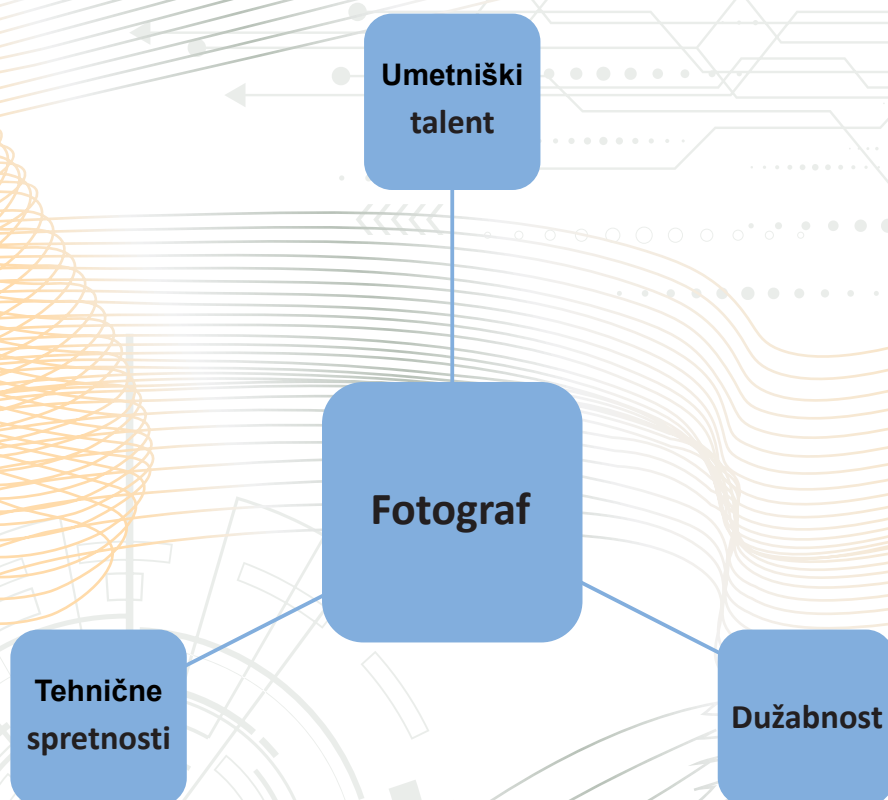 Umetniški
talent
Fotograf
Tehnične
spretnosti
Dužabnost